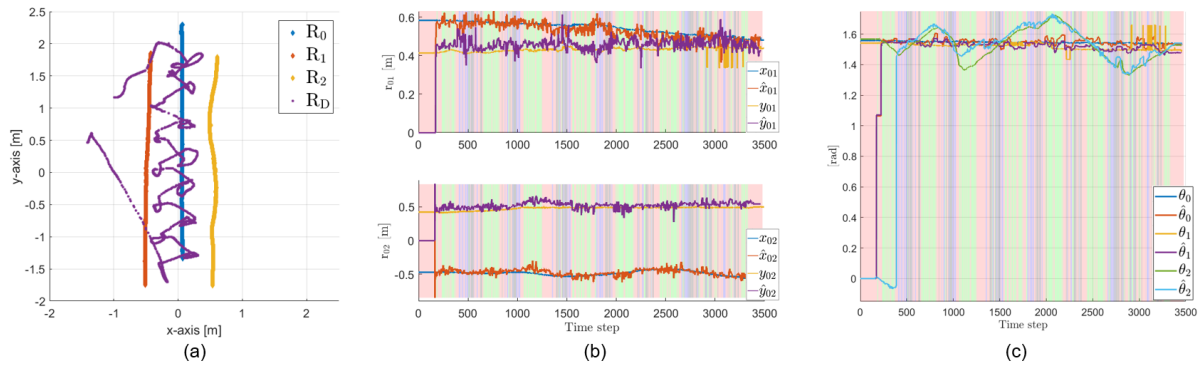 2.5
2
1.5
1
0.5
0
-0.5
-1
-1.5
-2
-2
-1
0
1
2
y-axis [m]
x-axis [m]
R₀
R₁
R₂
R_D
(a)
0.6
0.4
0.2
0
r₀₁ [m]
0
500
1000
1500
2000
2500
3000
3500
x₀₁
x̂₀₁
y₀₁
ŷ₀₁
0.5
0
-0.5
r₀₂ [m]
0
500
1000
1500
2000
2500
3000
3500
Time step
x₀₂
x̂₀₂
y₀₂
ŷ₀₂
(b)
1.6
1.4
1.2
1
0.8
0.6
0.4
0.2
0
[rad]
0
500
1000
1500
2000
2500
3000
3500
Time step
θ₀
θ̂₀
θ₁
θ̂₁
θ₂
θ̂₂
(c)